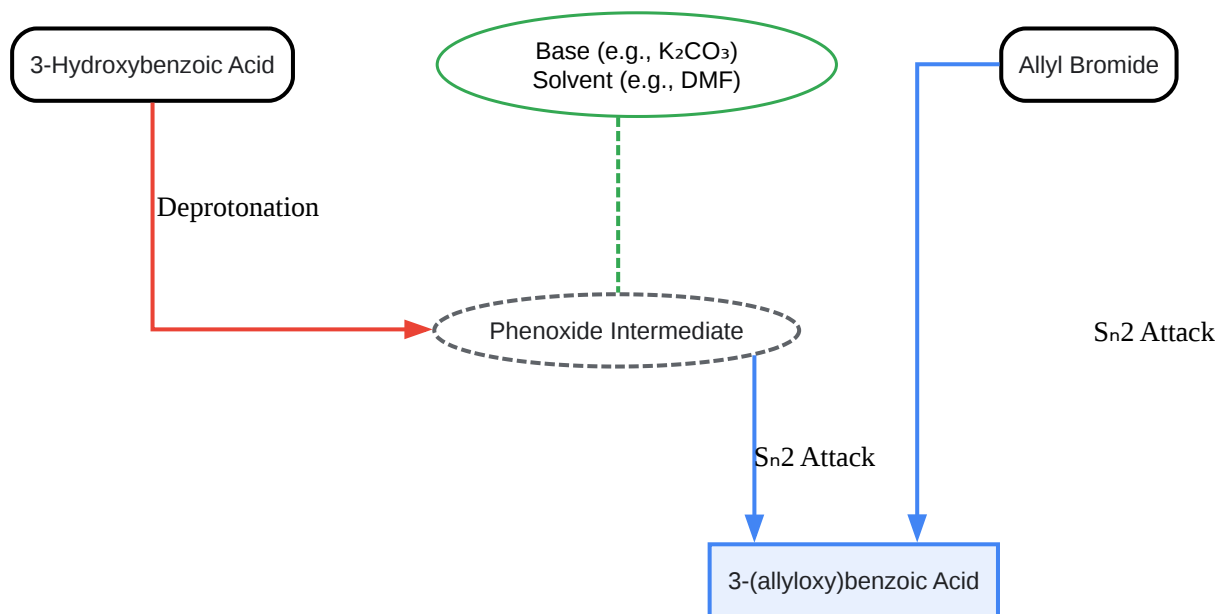 3-Hydroxybenzoic Acid
Base (e.g., K₂CO₃)
Solvent (e.g., DMF)
Allyl Bromide
Deprotonation
Phenoxide Intermediate
Sₙ2 Attack
Sₙ2 Attack
3-(allyloxy)benzoic Acid